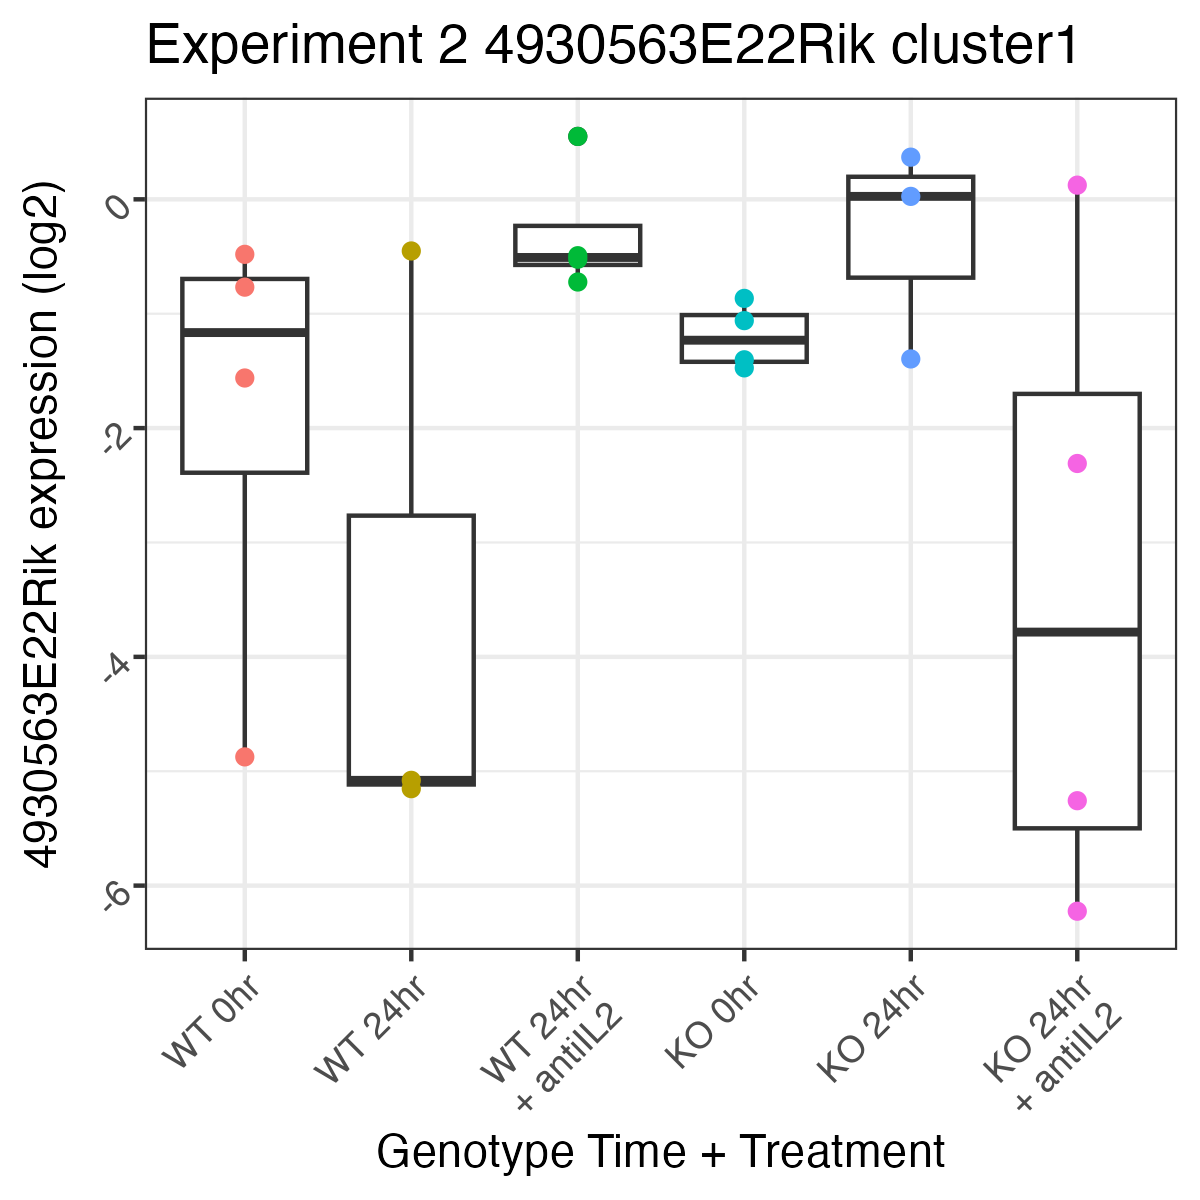 Experiment 2 4930563E22Rik cluster1
4930563E22Rik expression (log2)
0
-2
-4
-6
WT 0hr
WT 24hr
WT 24hr
+ antiIL2
KO 0hr
KO 24hr
KO 24hr
+ antiIL2
Genotype Time + Treatment